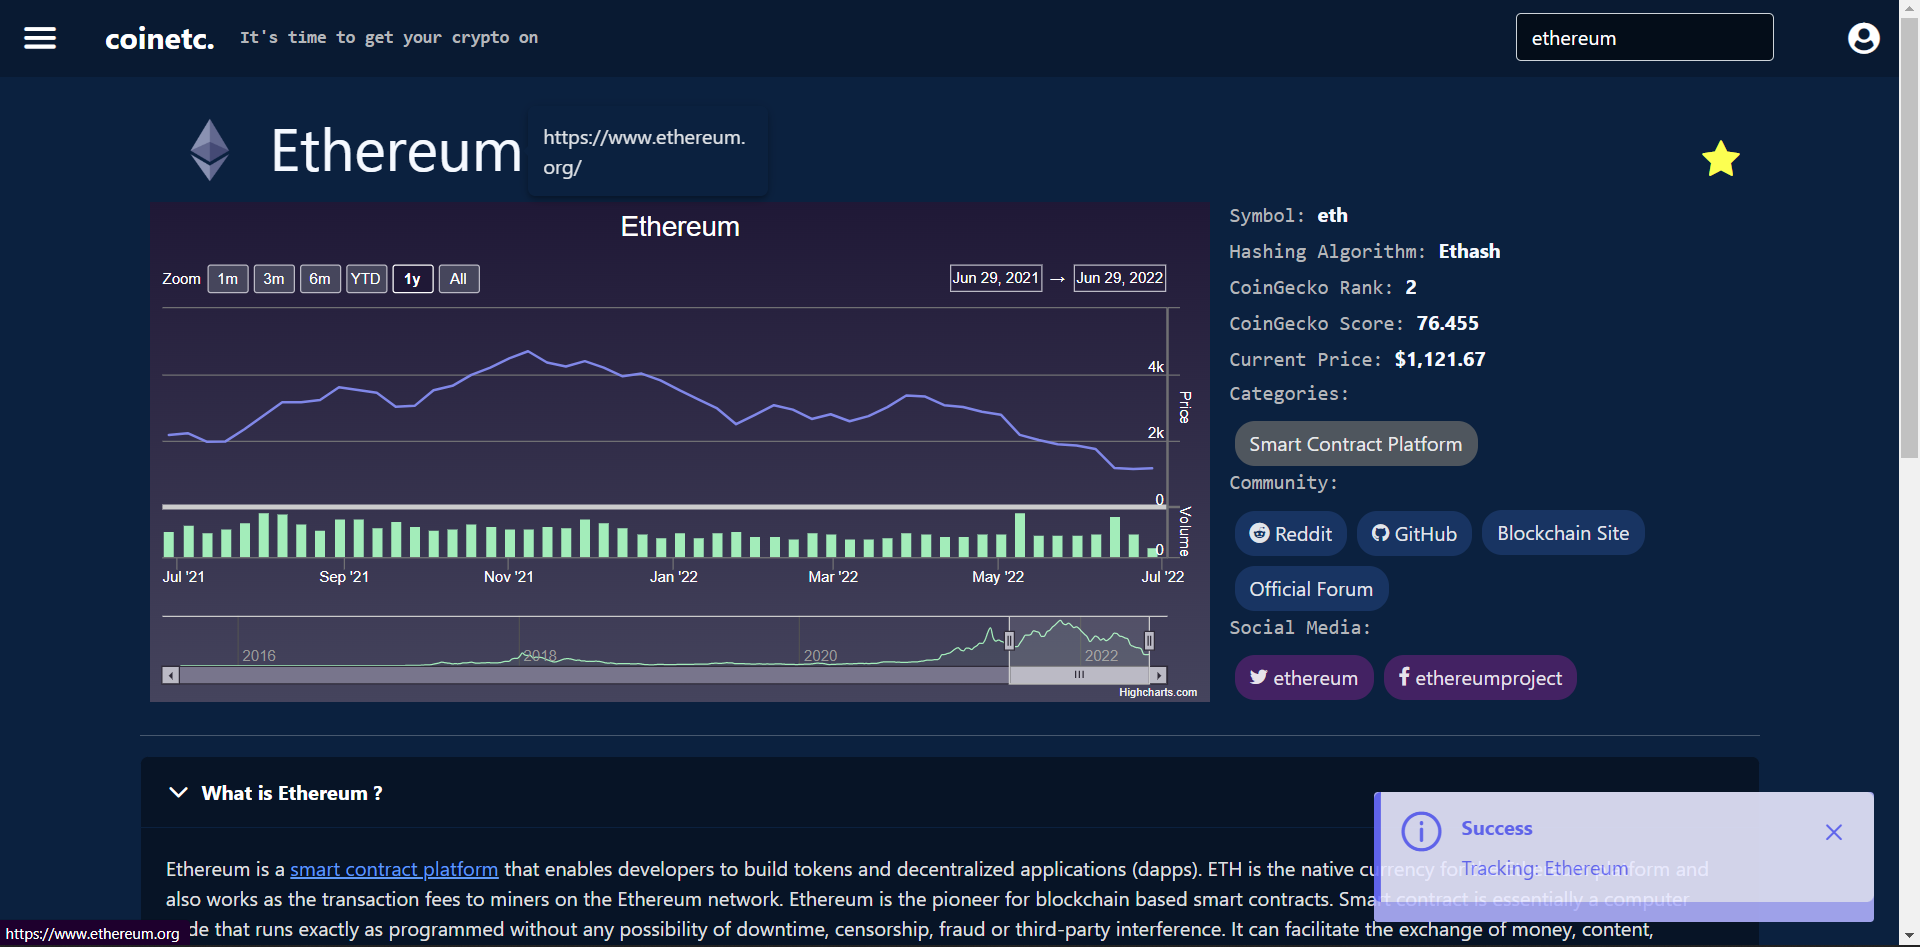 coinetc. It's time to get your crypto on ethereum
Ethereum
https://www.ethereum.
org/
Ethereum
Zoom 1m 3m 6m YTD 1y All Jun 29, 2021 → Jun 29, 2022
4k
2k
0
Price
0
Volume
Jul '21 Sep '21 Nov '21 Jan '22 Mar '22 May '22 Jul '22
2016 2018 2020 2022
Highcharts.com
Symbol: eth
Hashing Algorithm: Ethash
CoinGecko Rank: 2
CoinGecko Score: 76.455
Current Price: $1,121.67
Categories:
Smart Contract Platform
Community:
Reddit GitHub Blockchain Site
Official Forum
Social Media:
ethereum ethereumproject
What is Ethereum ?
Ethereum is a smart contract platform that enables developers to build tokens and decentralized applications (dapps). ETH is the native currency for and
also works as the transaction fees to miners on the Ethereum network. Ethereum is the pioneer for blockchain based smart contracts. Smart contract is essentially a computer
that runs exactly as programmed without any possibility of downtime, censorship, fraud or third-party interference. It can facilitate the exchange of money, content,
Success
Tracking: Ethereum
https://www.ethereum.org